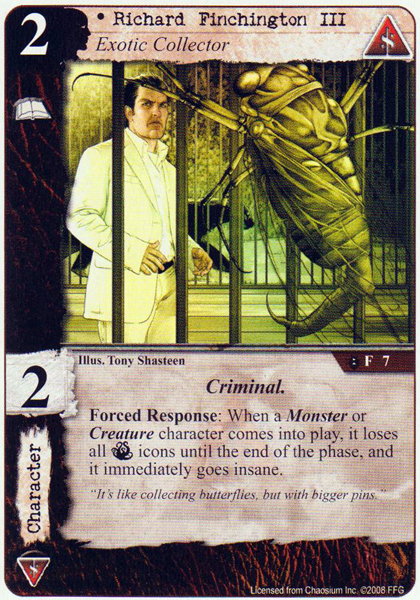 2
• Richard Finchington III
Exotic Collector
Illus. Tony Shasteen
F 7
2
Character
Criminal.
Forced Response: When a Monster or
Creature character comes into play, it loses
all icons until the end of the phase, and
it immediately goes insane.
"It's like collecting butterflies, but with bigger pins."
Licensed from Chaosium Inc. ©2008 FFG